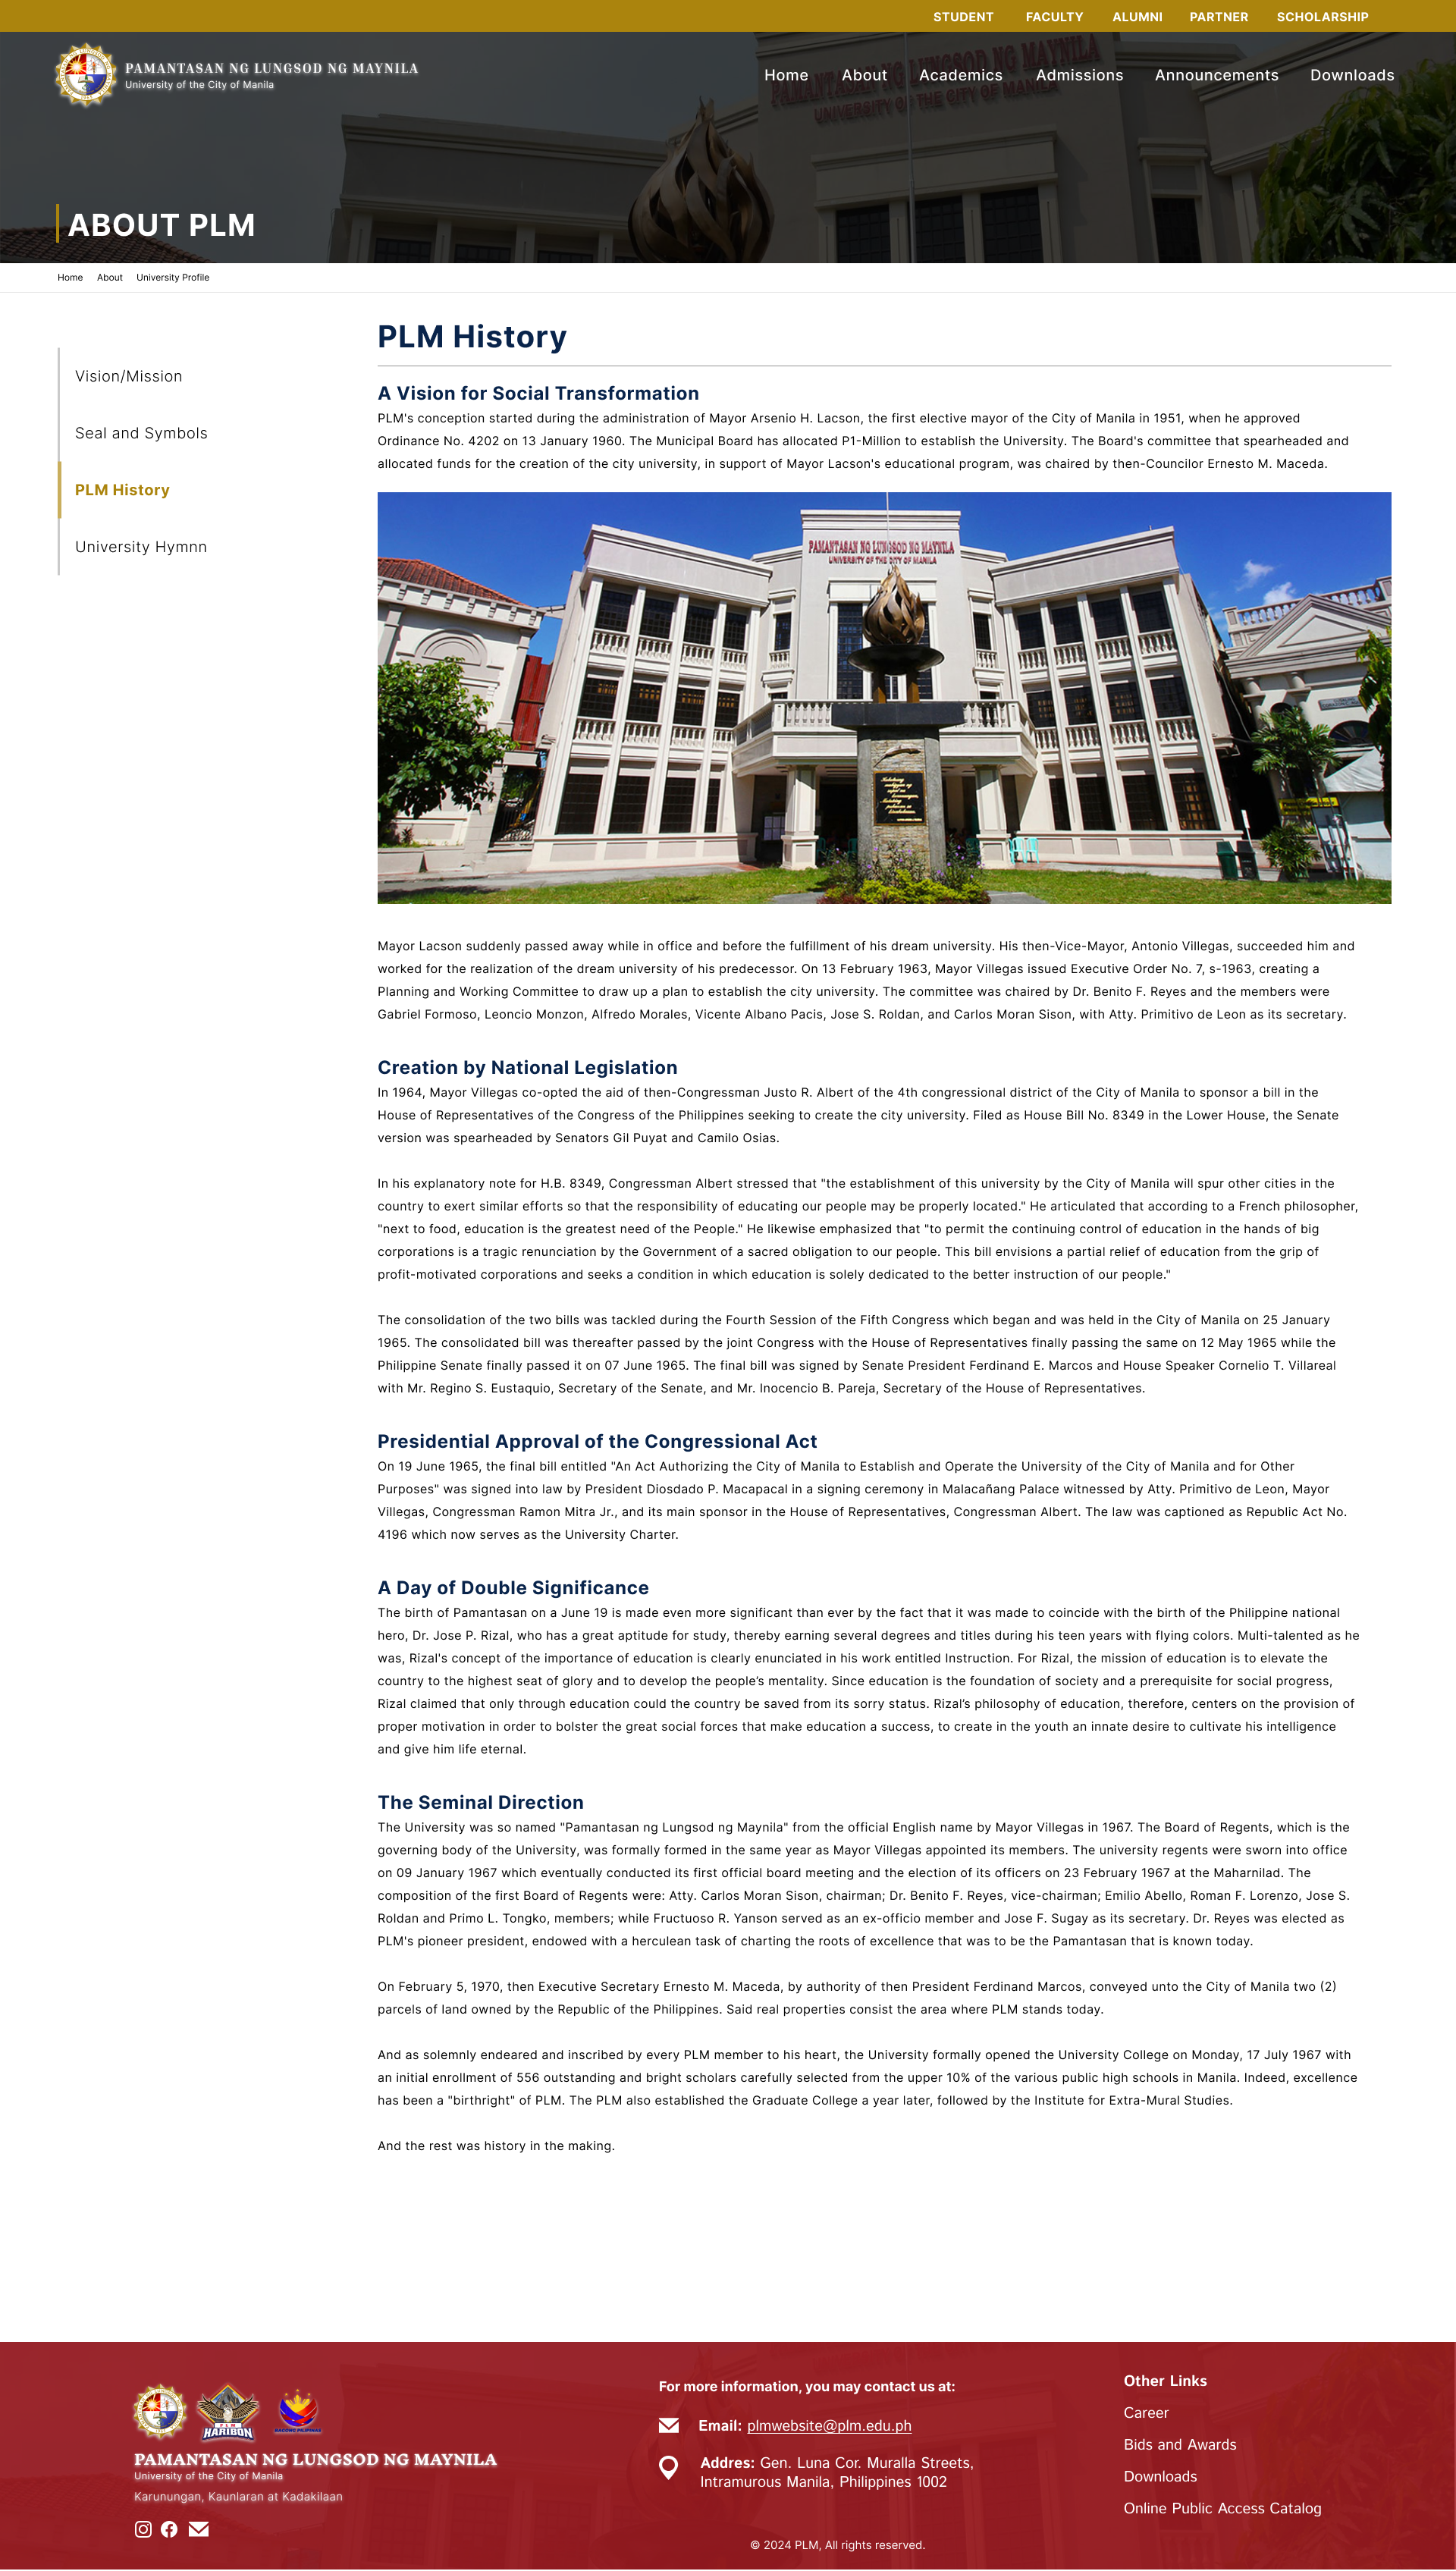 STUDENT FACULTY ALUMNI PARTNER SCHOLARSHIP
PAMANTASAN NG LUNGSOD NG MAYNILA
University of the City of Manila
Home About Academics Admissions Announcements Downloads
PAMANTASAN NG LUNGSOD NG MAYNILA
UNIVERSITY OF THE CITY OF MANILA
ABOUT PLM
Home About University Profile
Vision/Mission
Seal and Symbols
PLM History
University Hymnn
PLM History
A Vision for Social Transformation
PLM's conception started during the administration of Mayor Arsenio H. Lacson, the first elective mayor of the City of Manila in 1951, when he approved
Ordinance No. 4202 on 13 January 1960. The Municipal Board has allocated P1-Million to establish the University. The Board's committee that spearheaded and
allocated funds for the creation of the city university, in support of Mayor Lacson's educational program, was chaired by then-Councilor Ernesto M. Maceda.
PAMANTASAN NG LUNGSOD NG MAYNILA
UNIVERSITY OF THE CITY OF MANILA
Mayor Lacson suddenly passed away while in office and before the fulfillment of his dream university. His then-Vice-Mayor, Antonio Villegas, succeeded him and
worked for the realization of the dream university of his predecessor. On 13 February 1963, Mayor Villegas issued Executive Order No. 7, s-1963, creating a
Planning and Working Committee to draw up a plan to establish the city university. The committee was chaired by Dr. Benito F. Reyes and the members were
Gabriel Formoso, Leoncio Monzon, Alfredo Morales, Vicente Albano Pacis, Jose S. Roldan, and Carlos Moran Sison, with Atty. Primitivo de Leon as its secretary.
Creation by National Legislation
In 1964, Mayor Villegas co-opted the aid of then-Congressman Justo R. Albert of the 4th congressional district of the City of Manila to sponsor a bill in the
House of Representatives of the Congress of the Philippines seeking to create the city university. Filed as House Bill No. 8349 in the Lower House, the Senate
version was spearheaded by Senators Gil Puyat and Camilo Osias.
In his explanatory note for H.B. 8349, Congressman Albert stressed that "the establishment of this university by the City of Manila will spur other cities in the
country to exert similar efforts so that the responsibility of educating our people may be properly located." He articulated that according to a French philosopher,
"next to food, education is the greatest need of the People." He likewise emphasized that "to permit the continuing control of education in the hands of big
corporations is a tragic renunciation by the Government of a sacred obligation to our people. This bill envisions a partial relief of education from the grip of
profit-motivated corporations and seeks a condition in which education is solely dedicated to the better instruction of our people."
The consolidation of the two bills was tackled during the Fourth Session of the Fifth Congress which began and was held in the City of Manila on 25 January
1965. The consolidated bill was thereafter passed by the joint Congress with the House of Representatives finally passing the same on 12 May 1965 while the
Philippine Senate finally passed it on 07 June 1965. The final bill was signed by Senate President Ferdinand E. Marcos and House Speaker Cornelio T. Villareal
with Mr. Regino S. Eustaquio, Secretary of the Senate, and Mr. Inocencio B. Pareja, Secretary of the House of Representatives.
Presidential Approval of the Congressional Act
On 19 June 1965, the final bill entitled "An Act Authorizing the City of Manila to Establish and Operate the University of the City of Manila and for Other
Purposes" was signed into law by President Diosdado P. Macapacal in a signing ceremony in Malacañang Palace witnessed by Atty. Primitivo de Leon, Mayor
Villegas, Congressman Ramon Mitra Jr., and its main sponsor in the House of Representatives, Congressman Albert. The law was captioned as Republic Act No.
4196 which now serves as the University Charter.
A Day of Double Significance
The birth of Pamantasan on a June 19 is made even more significant than ever by the fact that it was made to coincide with the birth of the Philippine national
hero, Dr. Jose P. Rizal, who has a great aptitude for study, thereby earning several degrees and titles during his teen years with flying colors. Multi-talented as he
was, Rizal's concept of the importance of education is clearly enunciated in his work entitled Instruction. For Rizal, the mission of education is to elevate the
country to the highest seat of glory and to develop the people’s mentality. Since education is the foundation of society and a prerequisite for social progress,
Rizal claimed that only through education could the country be saved from its sorry status. Rizal’s philosophy of education, therefore, centers on the provision of
proper motivation in order to bolster the great social forces that make education a success, to create in the youth an innate desire to cultivate his intelligence
and give him life eternal.
The Seminal Direction
The University was so named "Pamantasan ng Lungsod ng Maynila" from the official English name by Mayor Villegas in 1967. The Board of Regents, which is the
governing body of the University, was formally formed in the same year as Mayor Villegas appointed its members. The university regents were sworn into office
on 09 January 1967 which eventually conducted its first official board meeting and the election of its officers on 23 February 1967 at the Maharnilad. The
composition of the first Board of Regents were: Atty. Carlos Moran Sison, chairman; Dr. Benito F. Reyes, vice-chairman; Emilio Abello, Roman F. Lorenzo, Jose S.
Roldan and Primo L. Tongko, members; while Fructuoso R. Yanson served as an ex-officio member and Jose F. Sugay as its secretary. Dr. Reyes was elected as
PLM's pioneer president, endowed with a herculean task of charting the roots of excellence that was to be the Pamantasan that is known today.
On February 5, 1970, then Executive Secretary Ernesto M. Maceda, by authority of then President Ferdinand Marcos, conveyed unto the City of Manila two (2)
parcels of land owned by the Republic of the Philippines. Said real properties consist the area where PLM stands today.
And as solemnly endeared and inscribed by every PLM member to his heart, the University formally opened the University College on Monday, 17 July 1967 with
an initial enrollment of 556 outstanding and bright scholars carefully selected from the upper 10% of the various public high schools in Manila. Indeed, excellence
has been a "birthright" of PLM. The PLM also established the Graduate College a year later, followed by the Institute for Extra-Mural Studies.
And the rest was history in the making.
PLM
HARIBON
BAGONG PILIPINAS
PAMANTASAN NG LUNGSOD NG MAYNILA
University of the City of Manila
Karunungan, Kaunlaran at Kadakilaan
For more information, you may contact us at:
Email: plmwebsite@plm.edu.ph
Addres: Gen. Luna Cor. Muralla Streets,
Intramurous Manila, Philippines 1002
© 2024 PLM, All rights reserved.
Other Links
Career
Bids and Awards
Downloads
Online Public Access Catalog